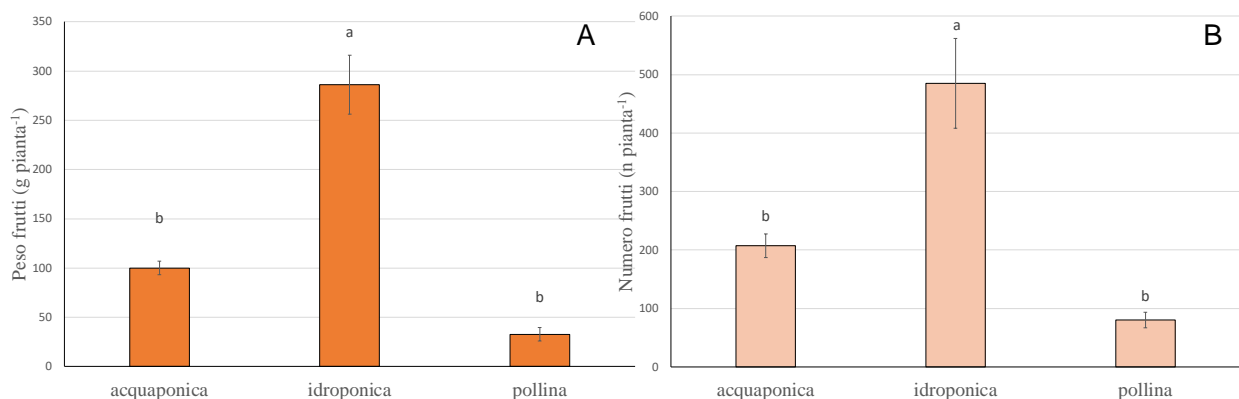 Peso frutti (g pianta⁻¹)
350
300
250
200
150
100
50
0
b
a
b
A
acquaponica idroponica pollina
Numero frutti (n pianta⁻¹)
600
500
400
300
200
100
0
b
a
b
B
acquaponica idroponica pollina